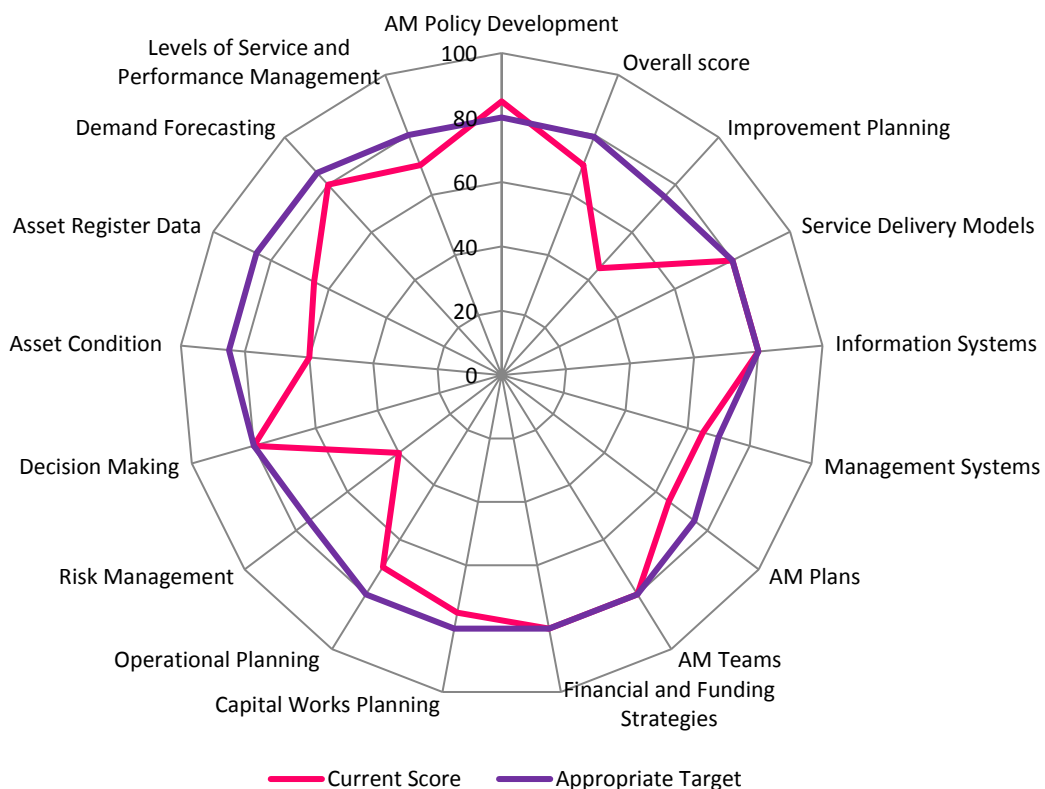 AM Policy Development
Levels of Service and
Performance Management
Overall score
Demand Forecasting
Improvement Planning
Asset Register Data
Service Delivery Models
Asset Condition
Information Systems
Decision Making
Management Systems
Risk Management
AM Plans
Operational Planning
AM Teams
Capital Works Planning
Financial and Funding
Strategies
100
80
60
40
20
0
Current Score
Appropriate Target